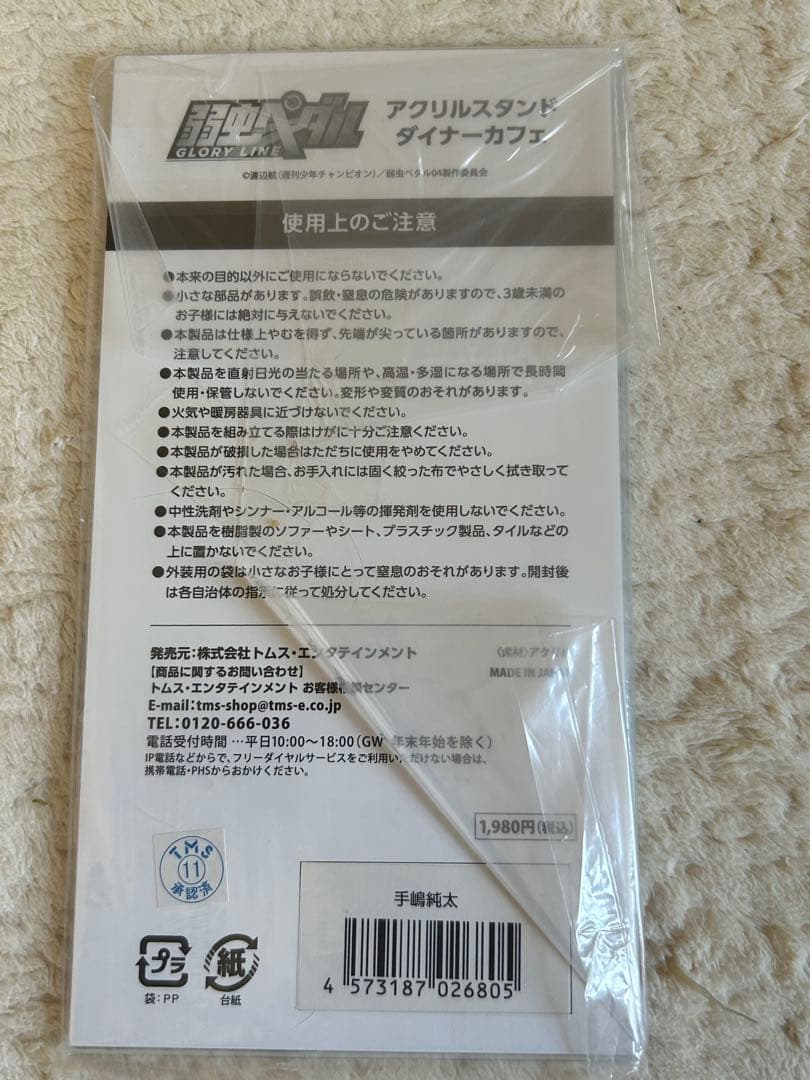 弱虫ペダル
GLORY LINE
アクリルスタンド
ダイナーカフェ
©渡辺航(週刊少年チャンピオン)／弱虫ペダル04製作委員会
使用上のご注意
●本来の目的以外にご使用にならないでください。
●小さな部品があります。誤飲・窒息の危険がありますので、3歳未満の
お子様には絶対に与えないでください。
●本製品は仕様上やむを得ず、先端が尖っている箇所がありますので、
注意してください。
●本製品を直射日光の当たる場所や、高温・多湿になる場所で長時間
使用・保管しないでください。変形や変質のおそれがあります。
●火気や暖房器具に近づけないでください。
●本製品を組み立てる際はけがに十分ご注意ください。
●本製品が破損した場合はただちに使用をやめてください。
●本製品が汚れた場合、お手入れには固く絞った布でやさしく拭き取って
ください。
●中性洗剤やシンナー・アルコール等の揮発剤を使用しないでください。
●本製品を樹脂製のソファーやシート、プラスチック製品、タイルなどの
上に置かないでください。
●外装用の袋は小さなお子様にとって窒息のおそれがあります。開封後
は各自治体の指示に従って処分してください。
発売元：株式会社トムス・エンタテインメント
〈素材〉アクリル
【商品に関するお問い合わせ】
MADE IN JAPAN
トムス・エンタテインメント お客様相談センター
E-mail：tms-shop@tms-e.co.jp
TEL：0120-666-036
電話受付時間 …平日10:00〜18:00（GW・年末年始を除く）
IP電話などからで、フリーダイヤルサービスをご利用いただけない場合は、
携帯電話・PHSからおかけください。
1,980円(税込)
TMS
11
承認済
手嶋純太
4 573187 026805
プラ
袋：PP
紙
台紙